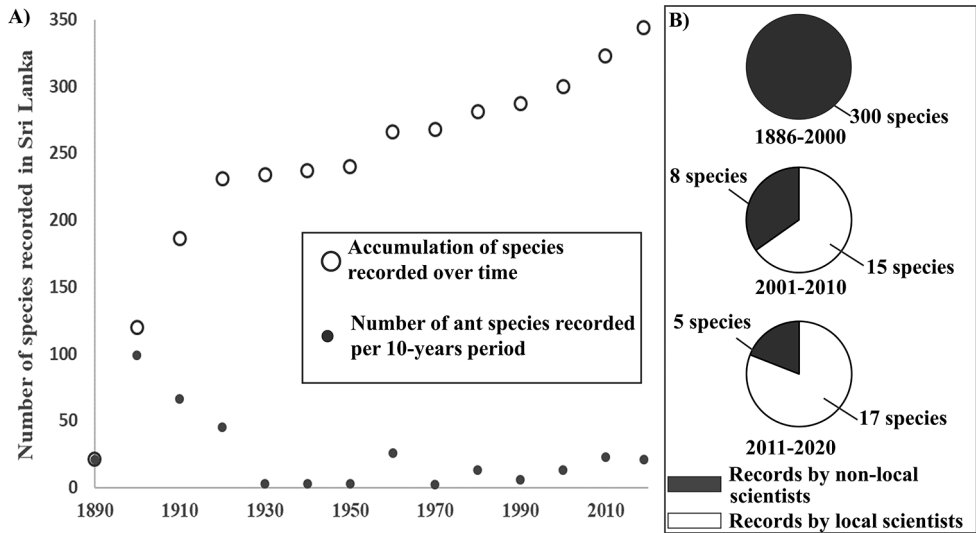 A)
Number of species recorded in Sri Lanka
350
300
250
200
150
100
50
0
1890
1910
1930
1950
1970
1990
2010
Accumulation of species
recorded over time
Number of ant species recorded
per 10-years period
B)
300 species
1886-2000
8 species
15 species
2001-2010
5 species
17 species
2011-2020
Records by non-local
scientists
Records by local scientists